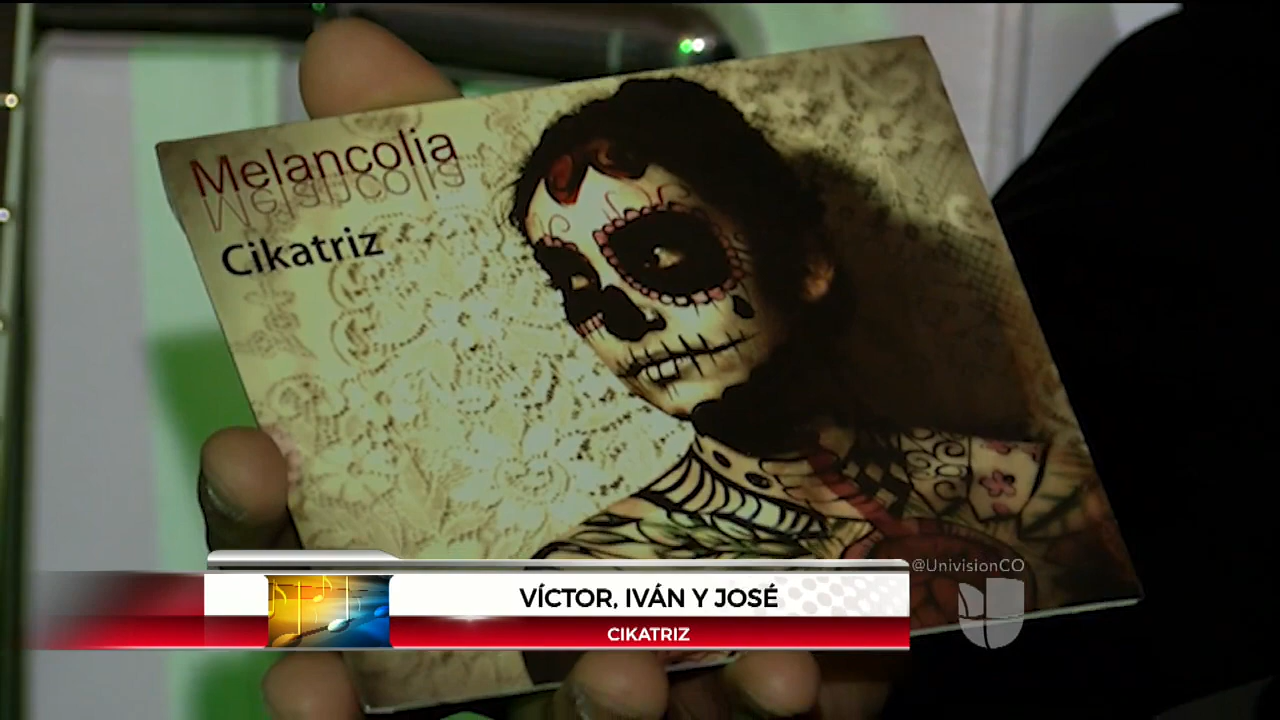 Melancolia
Melancolia
Cikatriz
@UnivisionCO
VÍCTOR, IVÁN Y JOSÉ
CIKATRIZ